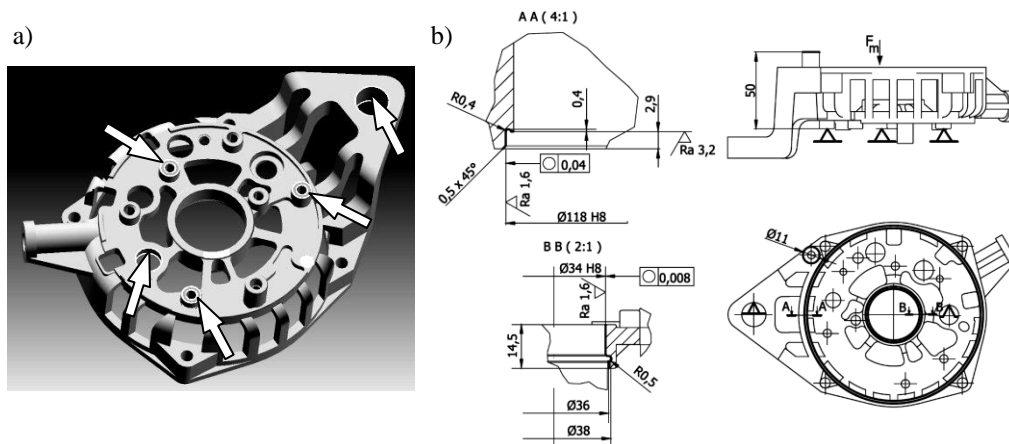 a)
b)
A A ( 4:1 )
R0,4
0,4
2,9
Ra 3,2
0,5 x 45°
0,04
Ra 1,6
Ø118 H8
B B ( 2:1 )
Ø34 H8
Ra 1,6
0,008
14,5
R0,5
Ø36
Ø38
Fm
50
Ø11
A
A
B
B